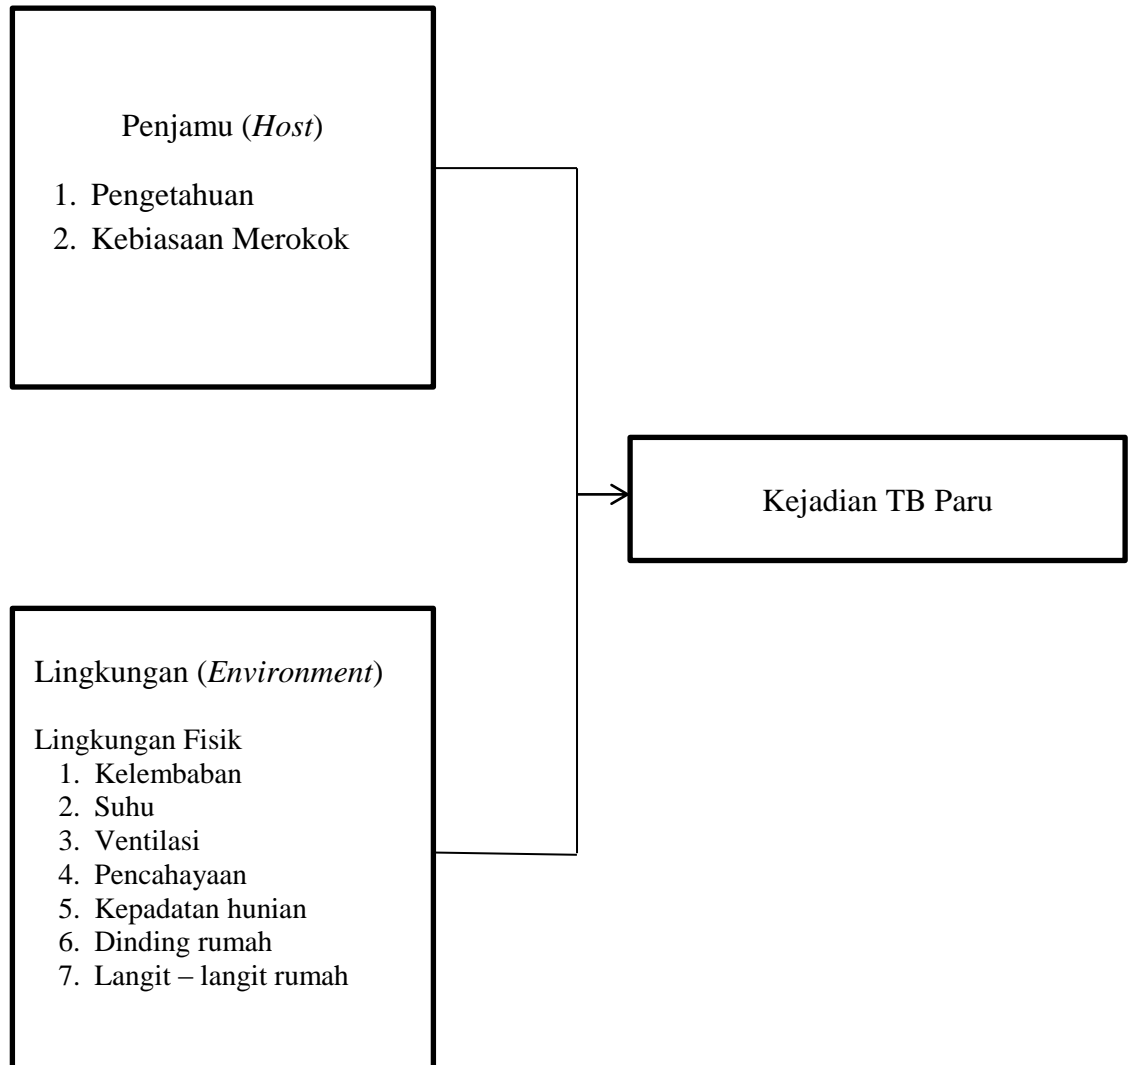 Penjamu (Host)
1. Pengetahuan
2. Kebiasaan Merokok
Kejadian TB Paru
Lingkungan (Environment)
Lingkungan Fisik
1. Kelembaban
2. Suhu
3. Ventilasi
4. Pencahayaan
5. Kepadatan hunian
6. Dinding rumah
7. Langit – langit rumah